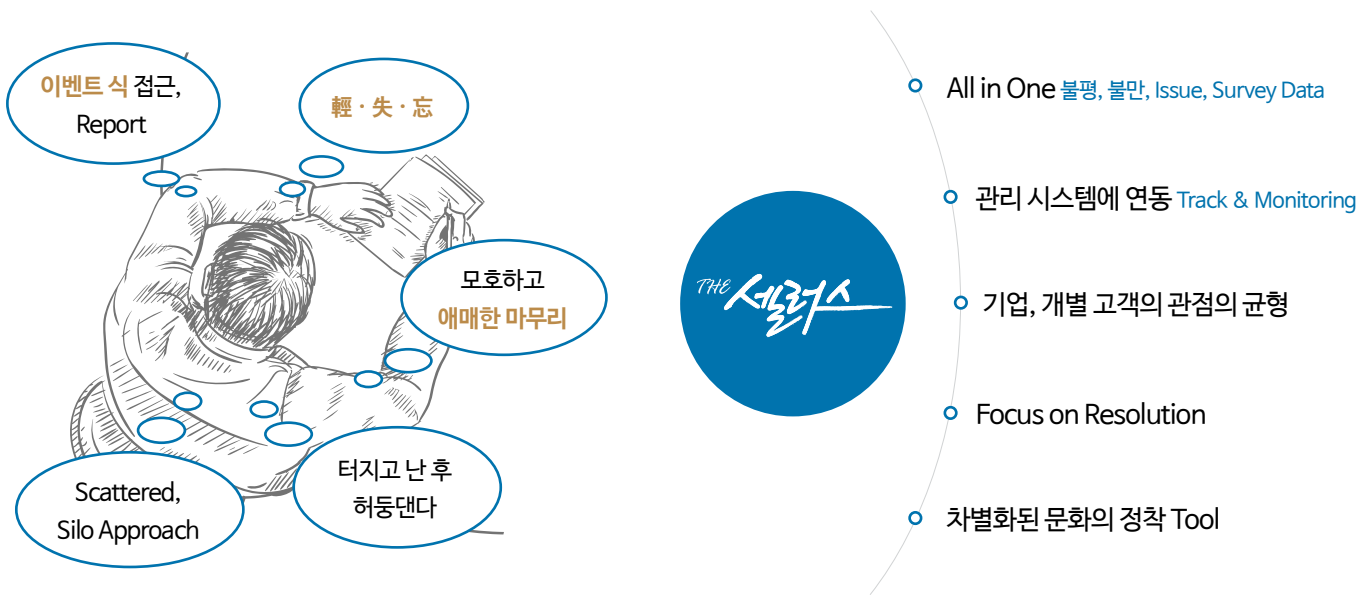 이벤트 식 접근,
Report
輕 · 失 · 忘
모호하고
애매한 마무리
Scattered,
Silo Approach
터지고 난 후
허둥댄다
THE 셀러스
All in One 불평, 불만, Issue, Survey Data
관리 시스템에 연동 Track & Monitoring
기업, 개별 고객의 관점의 균형
Focus on Resolution
차별화된 문화의 정착 Tool